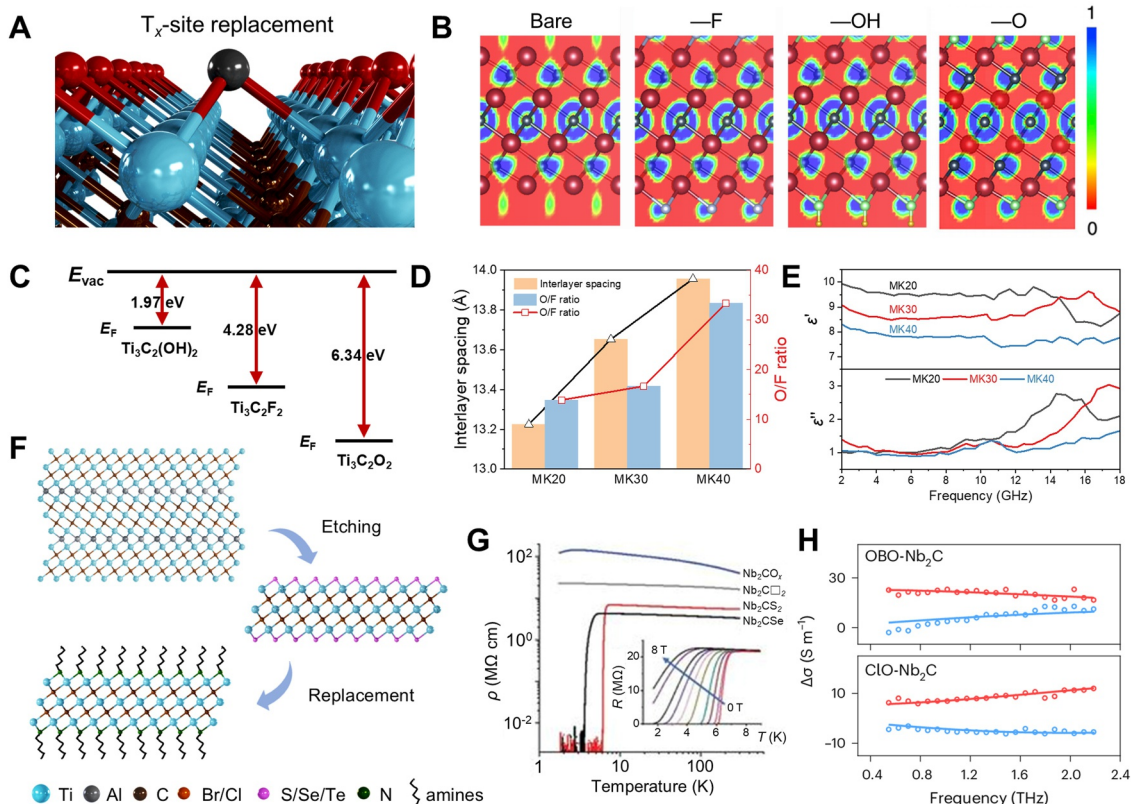 A
Tx-site replacement
B
Bare
—F
—OH
—O
1
0
C
Evac
1.97 eV
EF
Ti3C2(OH)2
4.28 eV
EF
Ti3C2F2
6.34 eV
EF
Ti3C2O2
D
Interlayer spacing (Å)
14.0
13.8
13.6
13.4
13.2
13.0
Interlayer spacing
O/F ratio
O/F ratio
40
30
20
10
0
O/F ratio
MK20 MK30 MK40
E
ε'
10
9
8
7
MK20
MK30
MK40
ε''
3
2
1
MK20 MK30 MK40
2 4 6 8 10 12 14 16 18
Frequency (GHz)
F
Etching
Replacement
Ti Al C Br/Cl S/Se/Te N amines
G
ρ (MΩ cm)
10²
10⁰
10⁻²
Nb2COx
Nb2C□2
Nb2CS2
Nb2CSe
R (MΩ)
20
10
0
8 T
0 T
2 4 6 8
T (K)
1 10 100
Temperature (K)
H
Δσ (S m⁻¹)
OBO-Nb2C
30
0
ClO-Nb2C
10
−10
0.4 0.8 1.2 1.6 2.0 2.4
Frequency (THz)